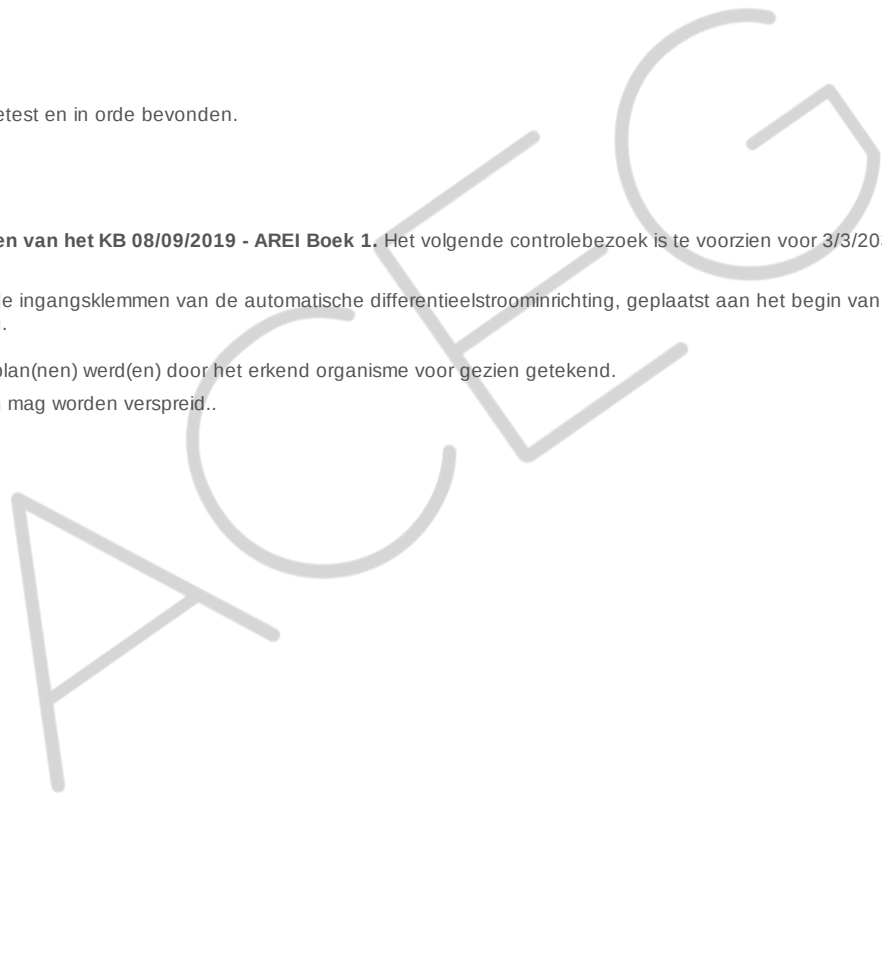 etest en in orde bevonden.
en van het KB 08/09/2019 - AREI Boek 1. Het volgende controlebezoek is te voorzien voor 3/3/20
e ingangsklemmen van de automatische differentieelstroominrichting, geplaatst aan het begin van
plan(nen) werd(en) door het erkend organisme voor gezien getekend.
mag worden verspreid..
ACEG